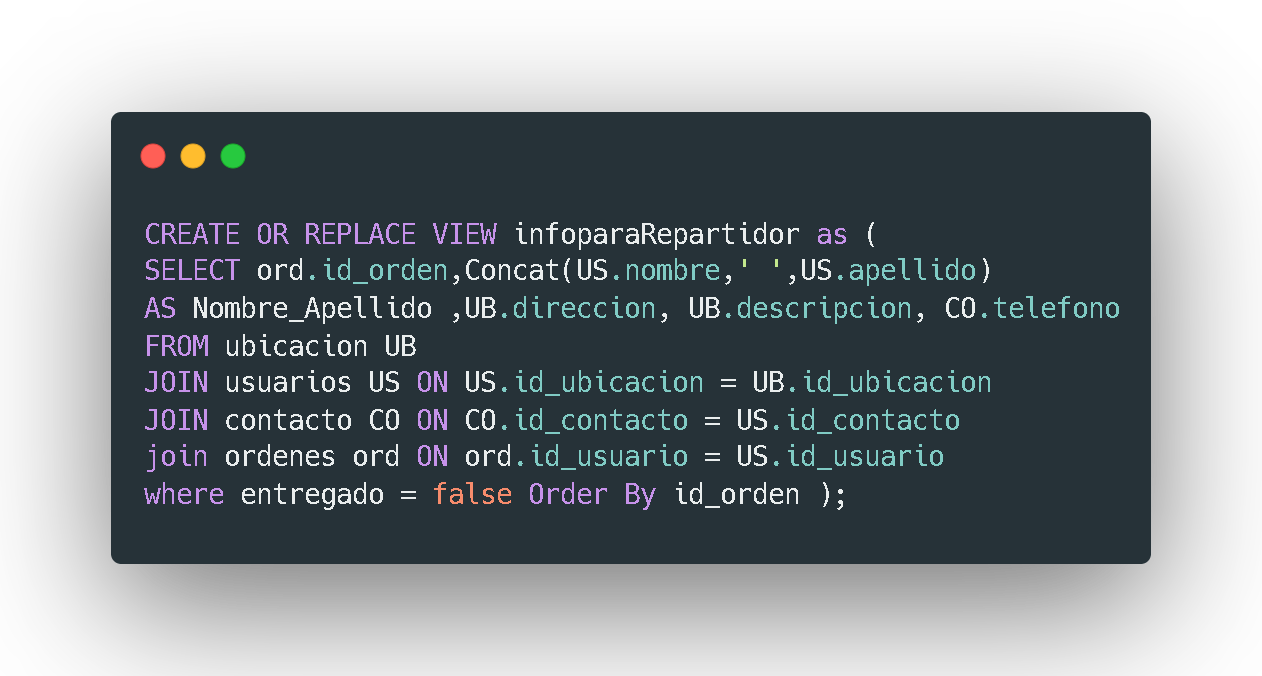 CREATE OR REPLACE VIEW infoparaRepartidor as (
SELECT ord.id_orden,Concat(US.nombre,' ',US.apellido)
AS Nombre_Apellido ,UB.direccion, UB.descripcion, CO.telefono
FROM ubicacion UB
JOIN usuarios US ON US.id_ubicacion = UB.id_ubicacion
JOIN contacto CO ON CO.id_contacto = US.id_contacto
join ordenes ord ON ord.id_usuario = US.id_usuario
where entregado = false Order By id_orden );